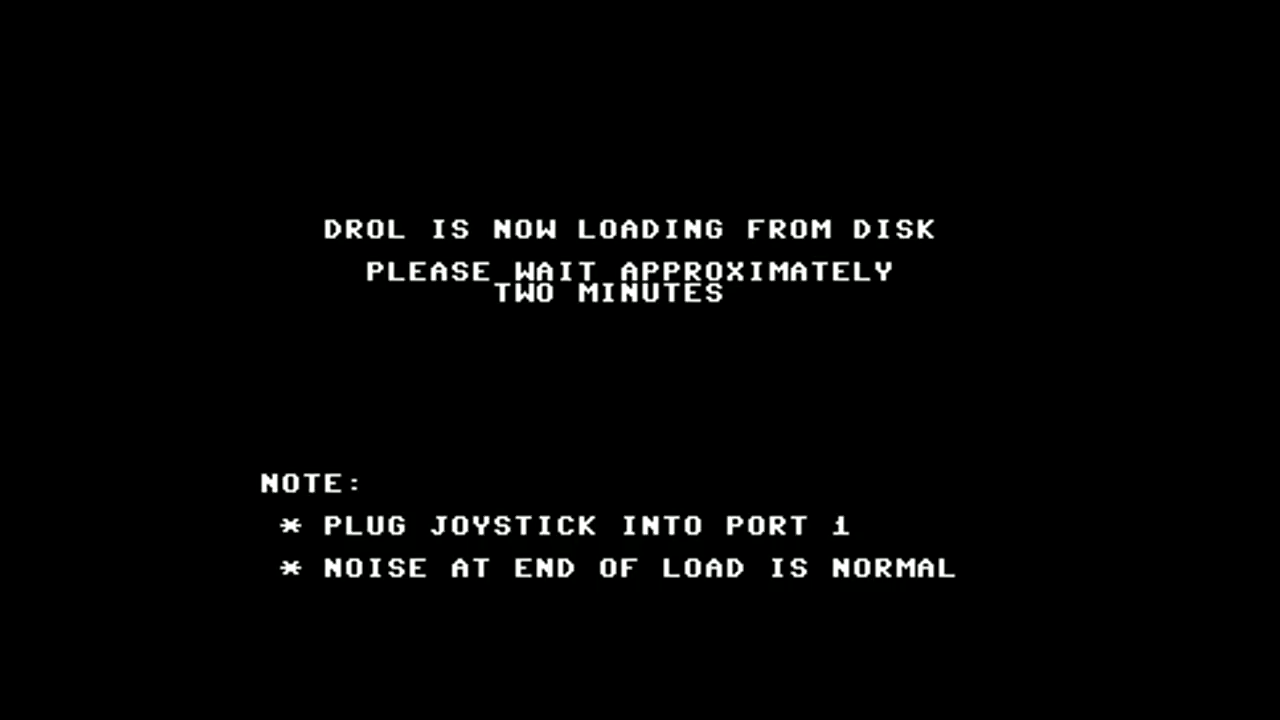 DROL IS NOW LOADING FROM DISK
PLEASE WAIT APPROXIMATELY
TWO MINUTES
NOTE:
* PLUG JOYSTICK INTO PORT 1
* NOISE AT END OF LOAD IS NORMAL